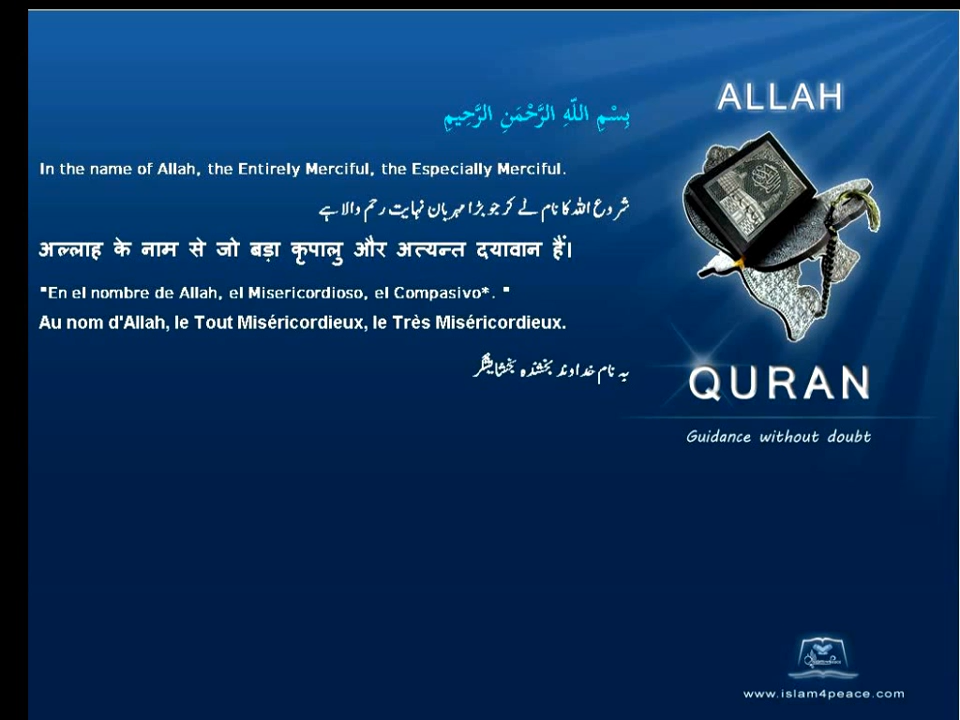 بِسْمِ اللّهِ الرَّحْمَنِ الرَّحِيمِ
In the name of Allah, the Entirely Merciful, the Especially Merciful.
شروع الله کا نام لے کر جو بڑا مہربان نہایت رحم والا ہے
अल्लाह के नाम से जो बड़ा कृपालु और अत्यन्त दयावान हैं।
"En el nombre de Allah, el Misericordioso, el Compasivo*. "
Au nom d'Allah, le Tout Miséricordieux, le Très Miséricordieux.
به نام خداوند بخشنده بخشایشگر
ALLAH
QURAN
Guidance without doubt
www.islam4peace.com